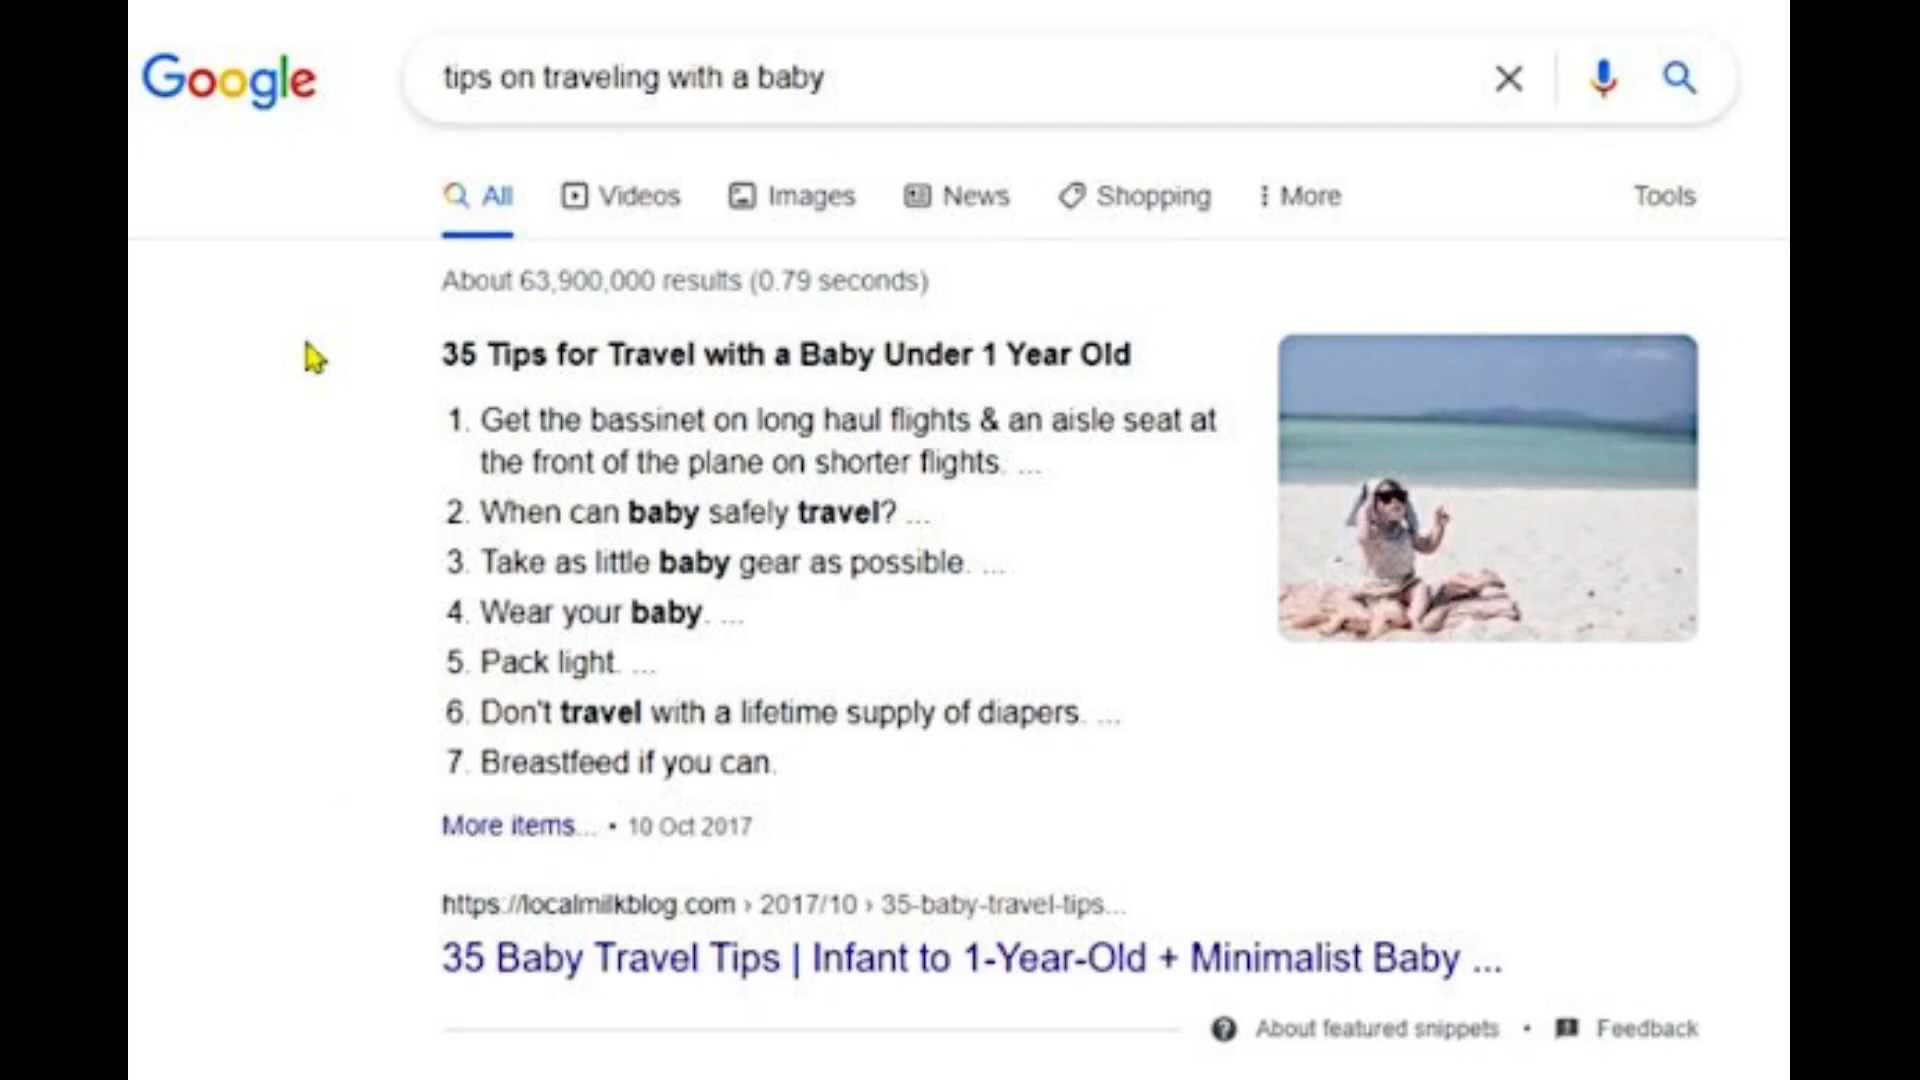 Google
tips on traveling with a baby
All Videos Images News Shopping More Tools
About 63,900,000 results (0.79 seconds)
35 Tips for Travel with a Baby Under 1 Year Old
1. Get the bassinet on long haul flights & an aisle seat at
the front of the plane on shorter flights. ...
2. When can baby safely travel? ...
3. Take as little baby gear as possible. ...
4. Wear your baby. ...
5. Pack light. ...
6. Don't travel with a lifetime supply of diapers. ...
7. Breastfeed if you can.
More items... • 10 Oct 2017
https://localmilkblog.com › 2017/10 › 35-baby-travel-tips...
35 Baby Travel Tips | Infant to 1-Year-Old + Minimalist Baby ...
About featured snippets • Feedback